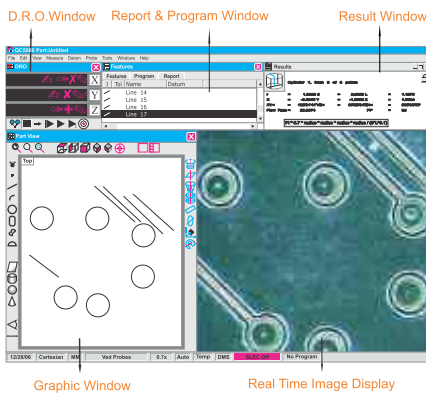 D.R.O.Window
Report & Program Window
Result Window
QC5000 Part:Untitled
File Edit View Measure Datum Probe Tools Windows Help
DRO
Features
Results
X
Y
Z
Features Program Report
Tol Name Datum
Line 14
Line 15
Line 16
Line 17
Part View
Top
12/28/06 Cartesian MM Ved Probes 0.7x Auto Temp DMS SLEC Off No Program
Graphic Window
Real Time Image Display